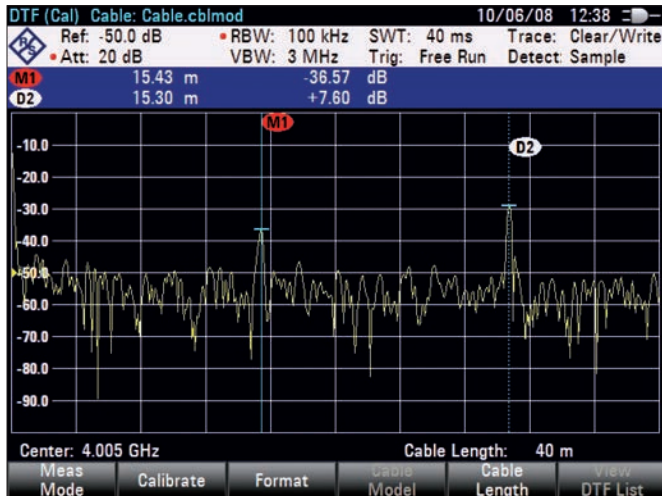 DTF (Cal) Cable: Cable.cblmod 10/06/08 12:38
R&S Ref: -50.0 dB • RBW: 100 kHz SWT: 40 ms Trace: Clear/Write
• Att: 20 dB VBW: 3 MHz Trig: Free Run Detect: Sample
M1 15.43 m -36.57 dB
D2 15.30 m +7.60 dB
M1
D2
-10.0
-20.0
-30.0
-40.0
-50.0
-60.0
-70.0
-80.0
-90.0
Center: 4.005 GHz Cable Length: 40 m
Meas Mode Calibrate Format Cable Model Cable Length View DTF List